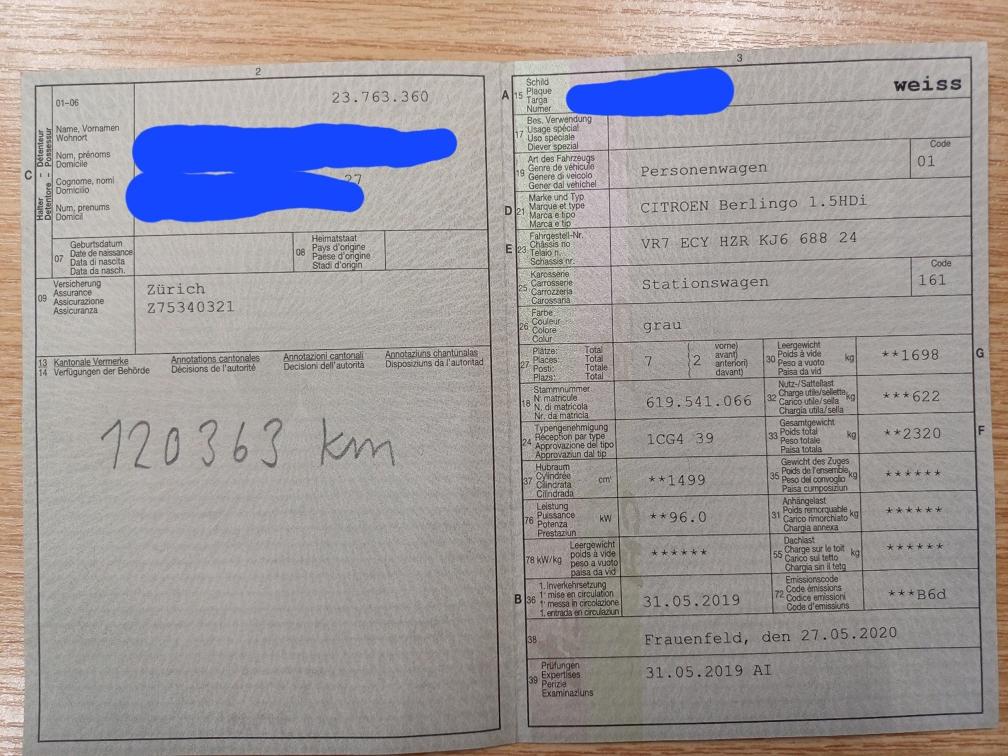 2
01-06
23.763.360
C
Halter - Détenteur
Detentore - Possessur
Name, Vornamen
Wohnort
Nom, prénoms
Domicile
Cognome, nomi
Domicilio
Num, prenums
Domicil
27
07
Geburtsdatum
Date de naissance
Data di nascita
Data da nasch.
08
Heimatstaat
Pays d'origine
Paese d'origine
Stadi d'origin
09
Versicherung
Assurance
Assicurazione
Assicuranza
Zürich
Z75340321
13
14
Kantonale Vermerke
Verfügungen der Behörde
Annotations cantonales
Décisions de l'autorité
Annotazioni cantonali
Decisioni dell'autorità
Annotaziuns chantunalas
Disposiziuns da l'autoritad
120363 km
3
A
15
Schild
Plaque
Targa
Numer
weiss
17
Bes. Verwendung
Usage spécial
Uso speciale
Diever spezial
19
Art des Fahrzeugs
Genre de véhicule
Genere di veicolo
Gener dal vehichel
Personenwagen
Code
01
D
21
Marke und Typ
Marque et type
Marca e tipo
Marca e tip
CITROEN Berlingo 1.5HDi
E
23
Fahrgestell-Nr.
Châssis no
Telaio n.
Schassis nr.
VR7 ECY HZR KJ6 688 24
25
Karosserie
Carrosserie
Carrozzeria
Carossaria
Stationswagen
Code
161
26
Farbe
Couleur
Colore
Colur
grau
27
Plätze: Total
Places: Total
Posti: Totale
Plazs: Total
7
2
vorne)
avant)
anteriori)
davant)
30
Leergewicht
Poids à vide
Peso a vuoto
Paisa da vid
kg
**1698
G
18
Stammnummer
N. matricule
N. di matricola
Nr. da matricla
619.541.066
32
Nutz-/Sattellast
Charge utile/sellette
Carico utile/sella
Chargia utila/sella
kg
***622
24
Typengenehmigung
Réception par type
Approvazione del tipo
Approvaziun dal tip
1CG4 39
33
Gesamtgewicht
Poids total
Peso totale
Paisa totala
kg
**2320
F
37
Hubraum
Cylindrée
Cilindrata
Cilindrada
cm³
**1499
35
Gewicht des Zuges
Poids de l'ensemble
Peso del convoglio
Paisa cumposiziun
kg
******
76
Leistung
Puissance
Potenza
Prestaziun
kW
**96.0
31
Anhängelast
Poids remorquable
Carico rimorchiato
Chargia annexa
kg
******
78 kW/kg
Leergewicht
poids à vide
peso a vuoto
paisa da vid
******
55
Dachlast
Charge sur le toit
Carico sul tetto
Chargia sin il tetg
kg
******
B
36
1. Inverkehrsetzung
1ʳᵉ mise en circulation
1ª messa in circolazione
1. entrada en circulaziun
31.05.2019
72
Emissionscode
Code émissions
Codice emissioni
Code d'emissiuns
***B6d
38
Frauenfeld, den 27.05.2020
39
Prüfungen
Expertises
Perizie
Examinaziuns
31.05.2019 AI